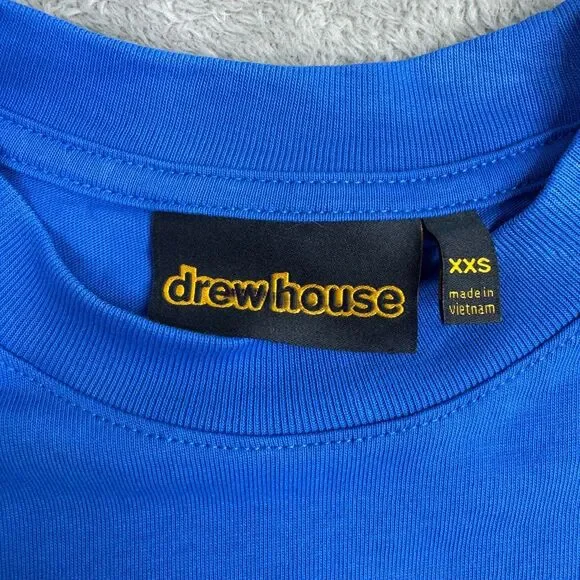 drew house
XXS
made in
vietnam